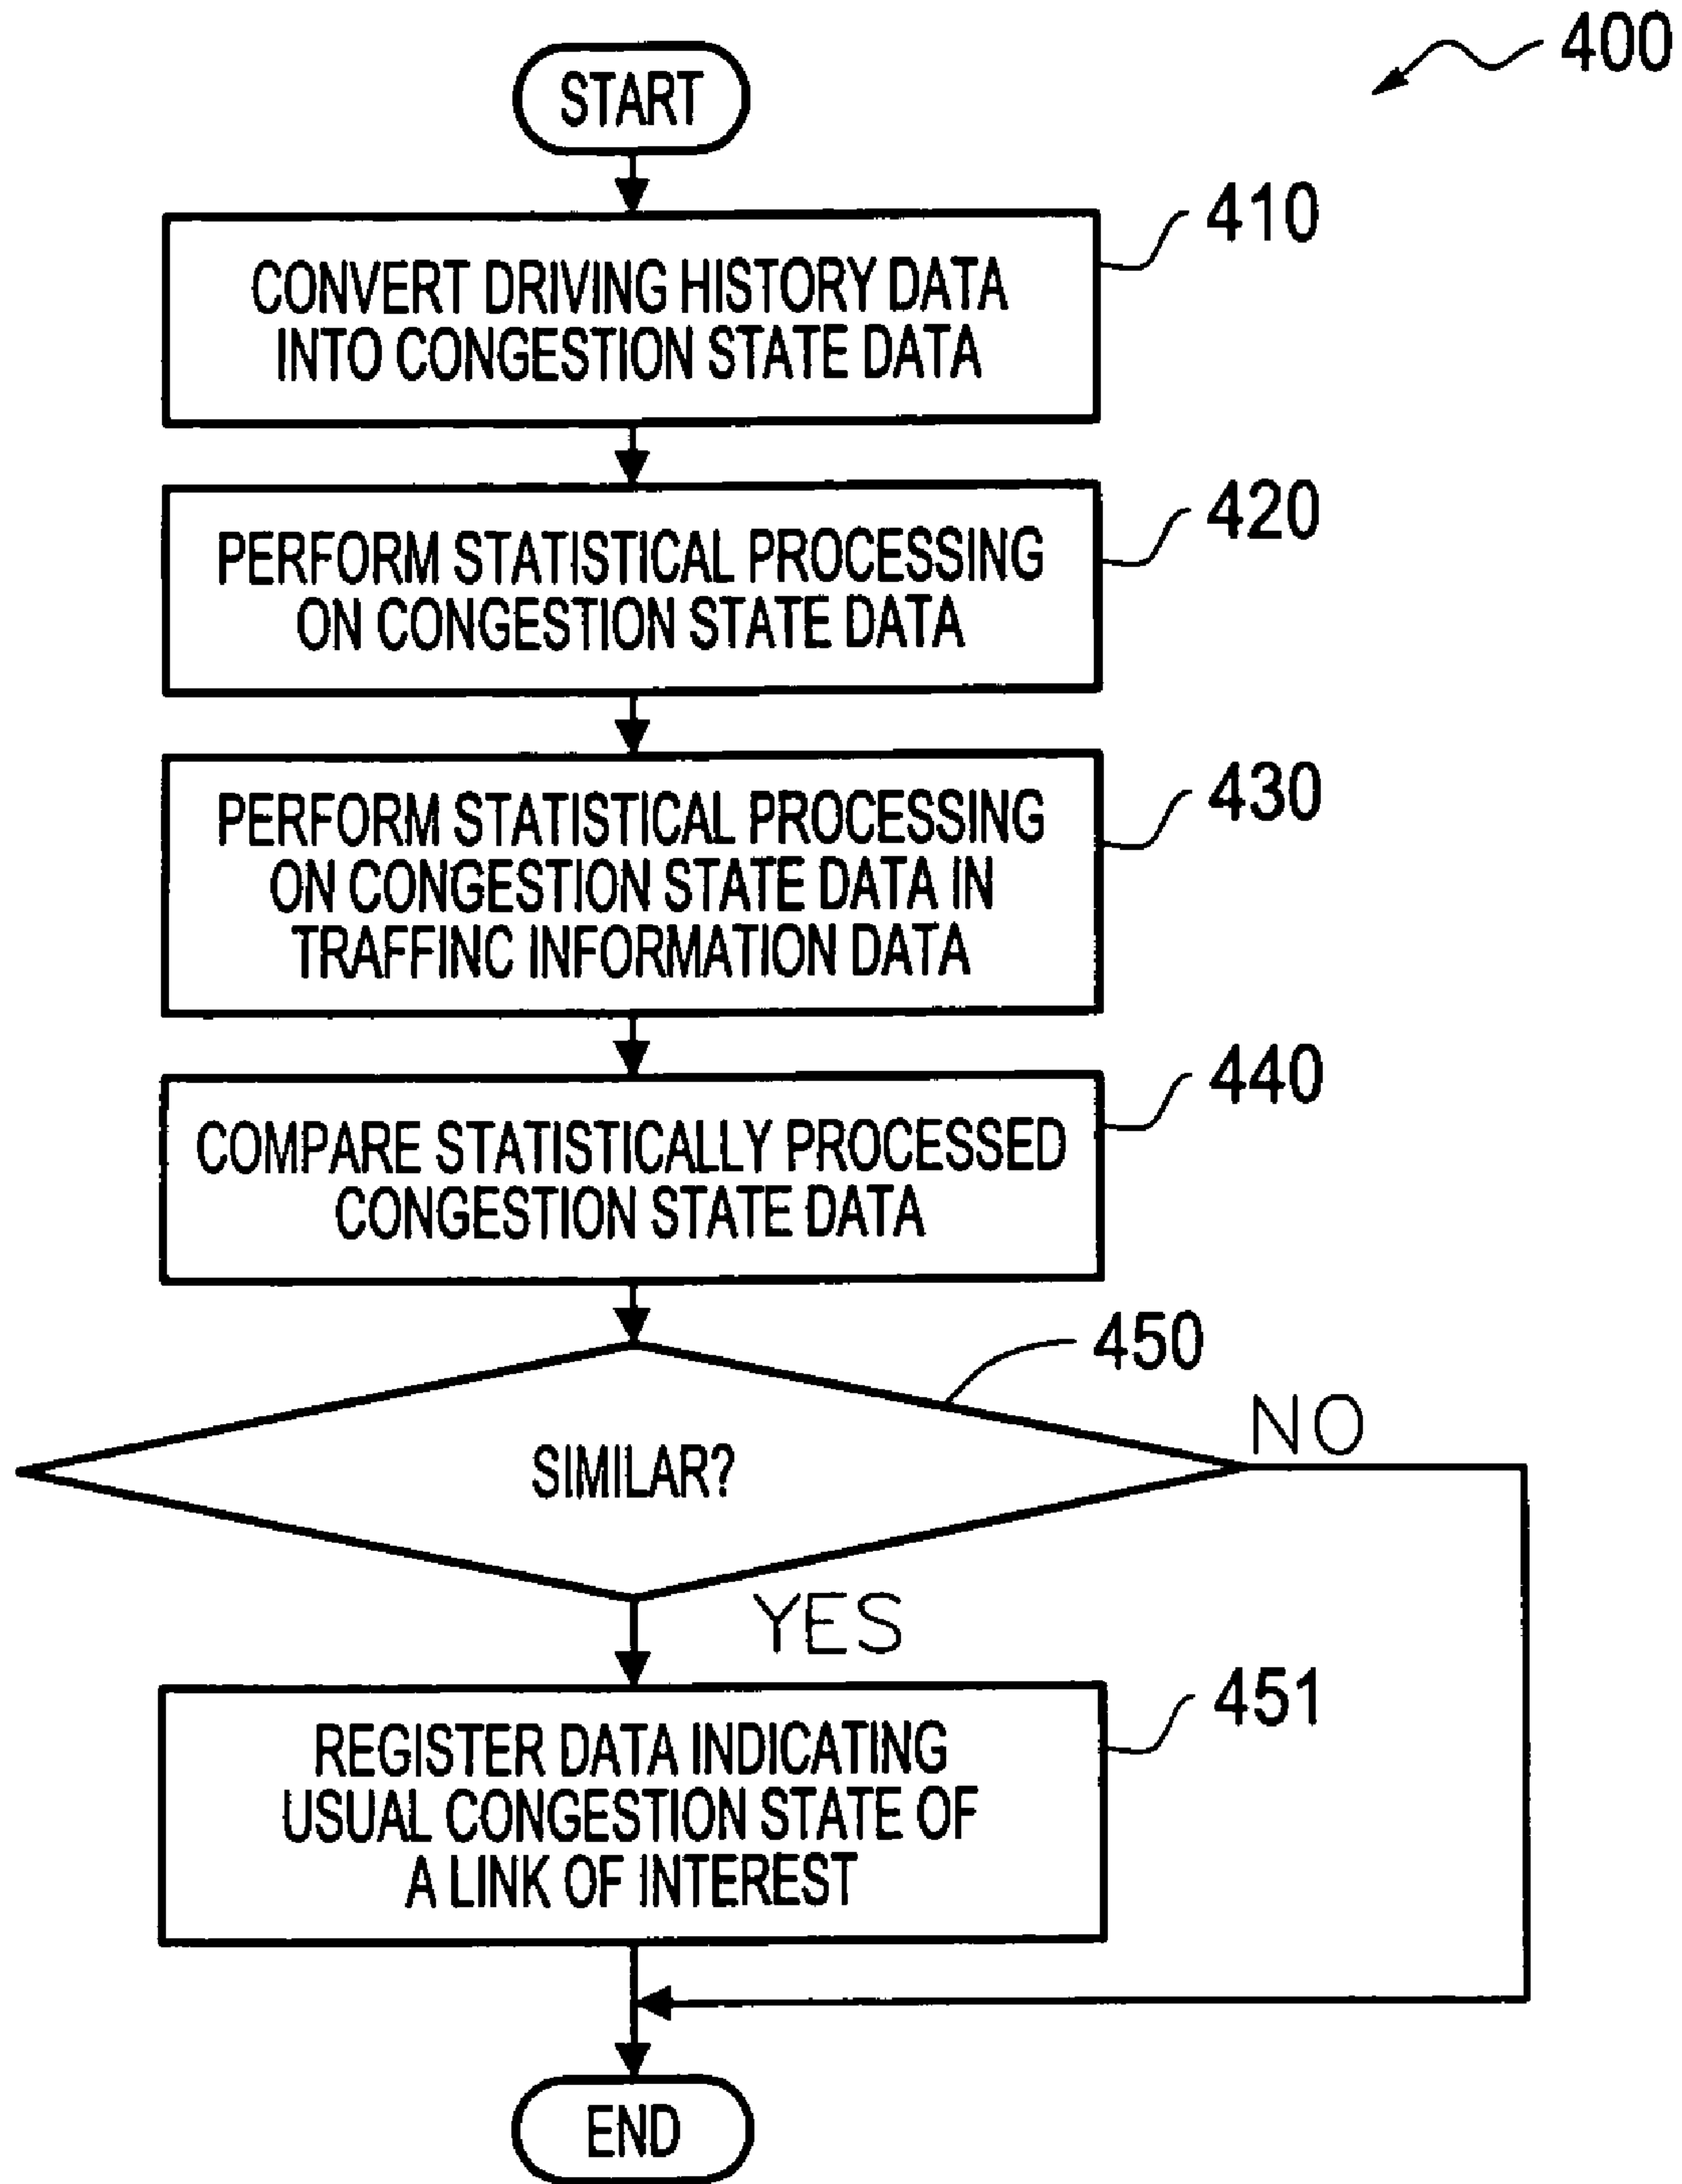 400
START
410
CONVERT DRIVING HISTORY DATA
INTO CONGESTION STATE DATA
420
PERFORM STATISTICAL PROCESSING
ON CONGESTION STATE DATA
430
PERFORM STATISTICAL PROCESSING
ON CONGESTION STATE DATA IN
TRAFFINC INFORMATION DATA
440
COMPARE STATISTICALLY PROCESSED
CONGESTION STATE DATA
450
NO
SIMILAR?
YES
451
REGISTER DATA INDICATING
USUAL CONGESTION STATE OF
A LINK OF INTEREST
END